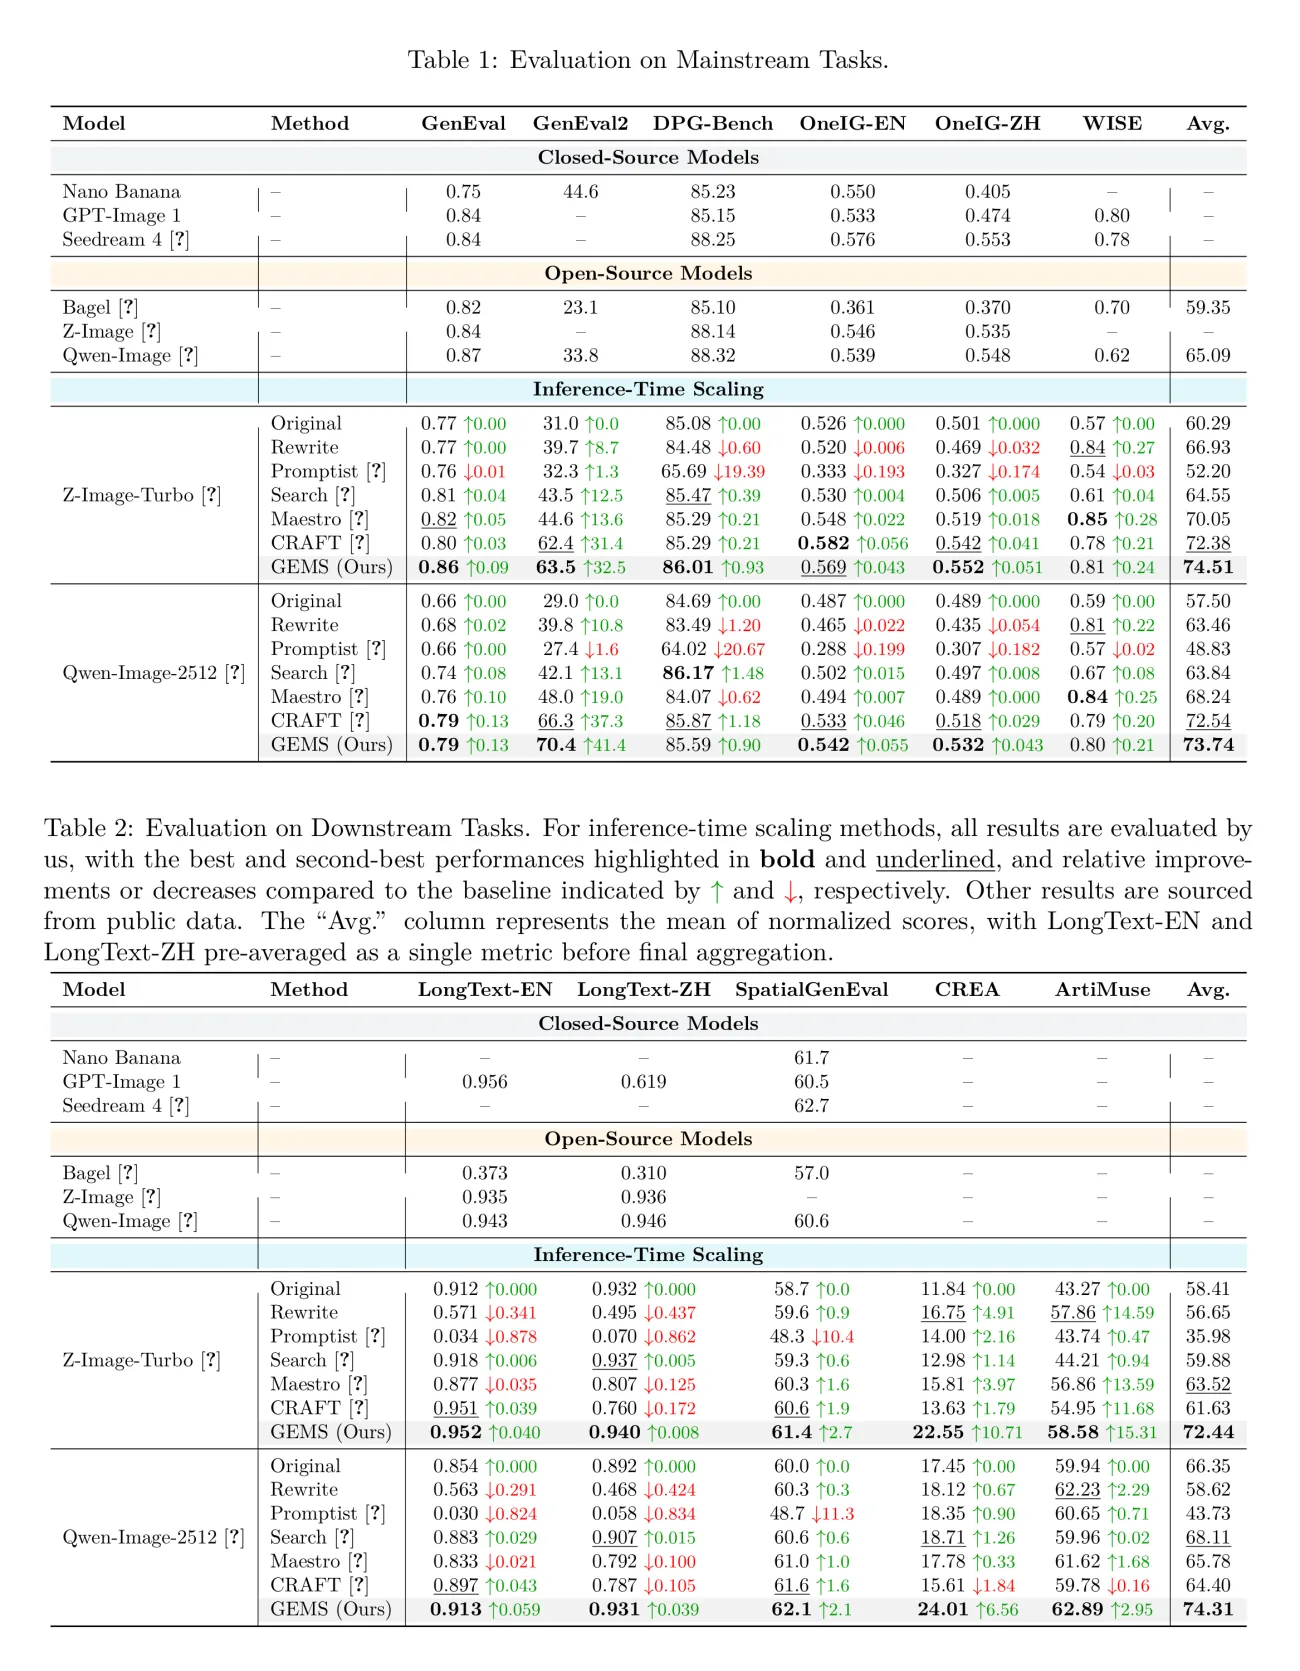 Table 1: Evaluation on Mainstream Tasks.
Model Method GenEval GenEval2 DPG-Bench OneIG-EN OneIG-ZH WISE Avg.
Closed-Source Models
Nano Banana – 0.75 44.6 85.23 0.550 0.405 – –
GPT-Image 1 – 0.84 – 85.15 0.533 0.474 0.80 –
Seedream 4 [?] – 0.84 – 88.25 0.576 0.553 0.78 –
Open-Source Models
Bagel [?] – 0.82 23.1 85.10 0.361 0.370 0.70 59.35
Z-Image [?] – 0.84 – 88.14 0.546 0.535 – –
Qwen-Image [?] – 0.87 33.8 88.32 0.539 0.548 0.62 65.09
Inference-Time Scaling
Original 0.77 ↑0.00 31.0 ↑0.0 85.08 ↑0.00 0.526 ↑0.000 0.501 ↑0.000 0.57 ↑0.00 60.29
Rewrite 0.77 ↑0.00 39.7 ↑8.7 84.48 ↓0.60 0.520 ↓0.006 0.469 ↓0.032 0.84 ↑0.27 66.93
Promptist [?] 0.76 ↓0.01 32.3 ↑1.3 65.69 ↓19.39 0.333 ↓0.193 0.327 ↓0.174 0.54 ↓0.03 52.20
Z-Image-Turbo [?] Search [?] 0.81 ↑0.04 43.5 ↑12.5 85.47 ↑0.39 0.530 ↑0.004 0.506 ↑0.005 0.61 ↑0.04 64.55
Maestro [?] 0.82 ↑0.05 44.6 ↑13.6 85.29 ↑0.21 0.548 ↑0.022 0.519 ↑0.018 0.85 ↑0.28 70.05
CRAFT [?] 0.80 ↑0.03 62.4 ↑31.4 85.29 ↑0.21 0.582 ↑0.056 0.542 ↑0.041 0.78 ↑0.21 72.38
GEMS (Ours) 0.86 ↑0.09 63.5 ↑32.5 86.01 ↑0.93 0.569 ↑0.043 0.552 ↑0.051 0.81 ↑0.24 74.51
Original 0.66 ↑0.00 29.0 ↑0.0 84.69 ↑0.00 0.487 ↑0.000 0.489 ↑0.000 0.59 ↑0.00 57.50
Rewrite 0.68 ↑0.02 39.8 ↑10.8 83.49 ↓1.20 0.465 ↓0.022 0.435 ↓0.054 0.81 ↑0.22 63.46
Promptist [?] 0.66 ↑0.00 27.4 ↓1.6 64.02 ↓20.67 0.288 ↓0.199 0.307 ↓0.182 0.57 ↓0.02 48.83
Qwen-Image-2512 [?] Search [?] 0.74 ↑0.08 42.1 ↑13.1 86.17 ↑1.48 0.502 ↑0.015 0.497 ↑0.008 0.67 ↑0.08 63.84
Maestro [?] 0.76 ↑0.10 48.0 ↑19.0 84.07 ↓0.62 0.494 ↑0.007 0.489 ↑0.000 0.84 ↑0.25 68.24
CRAFT [?] 0.79 ↑0.13 66.3 ↑37.3 85.87 ↑1.18 0.533 ↑0.046 0.518 ↑0.029 0.79 ↑0.20 72.54
GEMS (Ours) 0.79 ↑0.13 70.4 ↑41.4 85.59 ↑0.90 0.542 ↑0.055 0.532 ↑0.043 0.80 ↑0.21 73.74
Table 2: Evaluation on Downstream Tasks. For inference-time scaling methods, all results are evaluated by
us, with the best and second-best performances highlighted in bold and underlined, and relative improve-
ments or decreases compared to the baseline indicated by ↑ and ↓, respectively. Other results are sourced
from public data. The “Avg.” column represents the mean of normalized scores, with LongText-EN and
LongText-ZH pre-averaged as a single metric before final aggregation.
Model Method LongText-EN LongText-ZH SpatialGenEval CREA ArtiMuse Avg.
Closed-Source Models
Nano Banana – – – 61.7 – – –
GPT-Image 1 – 0.956 0.619 60.5 – – –
Seedream 4 [?] – – – 62.7 – – –
Open-Source Models
Bagel [?] – 0.373 0.310 57.0 – – –
Z-Image [?] – 0.935 0.936 – – – –
Qwen-Image [?] – 0.943 0.946 60.6 – – –
Inference-Time Scaling
Original 0.912 ↑0.000 0.932 ↑0.000 58.7 ↑0.0 11.84 ↑0.00 43.27 ↑0.00 58.41
Rewrite 0.571 ↓0.341 0.495 ↓0.437 59.6 ↑0.9 16.75 ↑4.91 57.86 ↑14.59 56.65
Promptist [?] 0.034 ↓0.878 0.070 ↓0.862 48.3 ↓10.4 14.00 ↑2.16 43.74 ↑0.47 35.98
Z-Image-Turbo [?] Search [?] 0.918 ↑0.006 0.937 ↑0.005 59.3 ↑0.6 12.98 ↑1.14 44.21 ↑0.94 59.88
Maestro [?] 0.877 ↓0.035 0.807 ↓0.125 60.3 ↑1.6 15.81 ↑3.97 56.86 ↑13.59 63.52
CRAFT [?] 0.951 ↑0.039 0.760 ↓0.172 60.6 ↑1.9 13.63 ↑1.79 54.95 ↑11.68 61.63
GEMS (Ours) 0.952 ↑0.040 0.940 ↑0.008 61.4 ↑2.7 22.55 ↑10.71 58.58 ↑15.31 72.44
Original 0.854 ↑0.000 0.892 ↑0.000 60.0 ↑0.0 17.45 ↑0.00 59.94 ↑0.00 66.35
Rewrite 0.563 ↓0.291 0.468 ↓0.424 60.3 ↑0.3 18.12 ↑0.67 62.23 ↑2.29 58.62
Promptist [?] 0.030 ↓0.824 0.058 ↓0.834 48.7 ↓11.3 18.35 ↑0.90 60.65 ↑0.71 43.73
Qwen-Image-2512 [?] Search [?] 0.883 ↑0.029 0.907 ↑0.015 60.6 ↑0.6 18.71 ↑1.26 59.96 ↑0.02 68.11
Maestro [?] 0.833 ↓0.021 0.792 ↓0.100 61.0 ↑1.0 17.78 ↑0.33 61.62 ↑1.68 65.78
CRAFT [?] 0.897 ↑0.043 0.787 ↓0.105 61.6 ↑1.6 15.61 ↓1.84 59.78 ↓0.16 64.40
GEMS (Ours) 0.913 ↑0.059 0.931 ↑0.039 62.1 ↑2.1 24.01 ↑6.56 62.89 ↑2.95 74.31